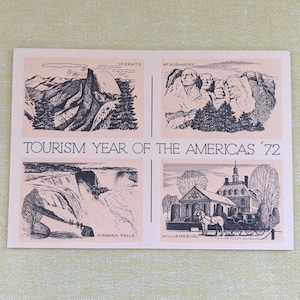 YOSEMITE
MT. RUSHMORE
TOURISM YEAR OF THE AMERICAS '72
NIAGARA FALLS
WILLIAMSBURG